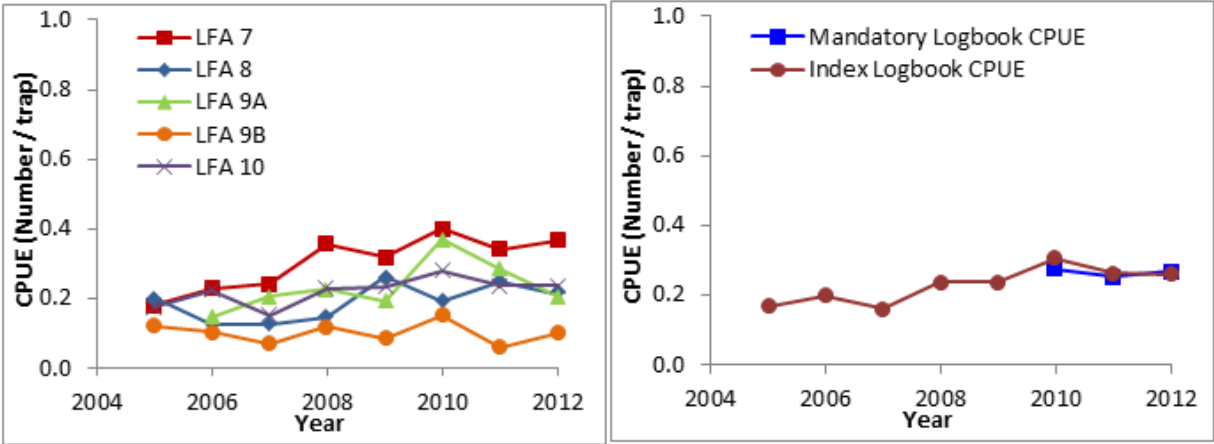 CPUE (Number / trap)
1.0
0.8
0.6
0.4
0.2
0.0
LFA 7
LFA 8
LFA 9A
LFA 9B
LFA 10
2004 2006 2008 2010 2012
Year
CPUE (Number / trap)
1.0
0.8
0.6
0.4
0.2
0.0
Mandatory Logbook CPUE
Index Logbook CPUE
2004 2006 2008 2010 2012
Year